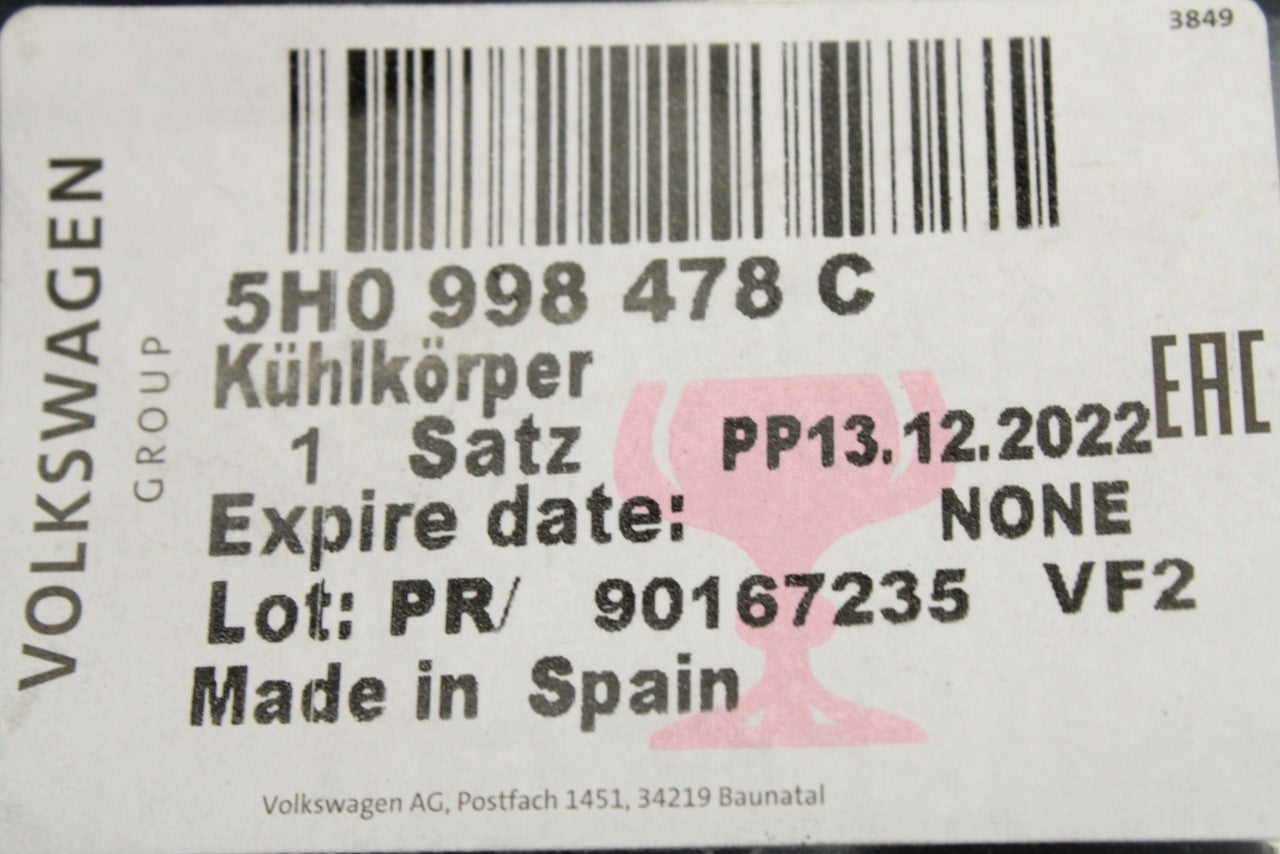 3849
VOLKSWAGEN
GROUP
5H0 998 478 C
Kühlkörper
1 Satz PP13.12.2022
EAC
Expire date: NONE
Lot: PR/ 90167235 VF2
Made in Spain
Volkswagen AG, Postfach 1451, 34219 Baunatal